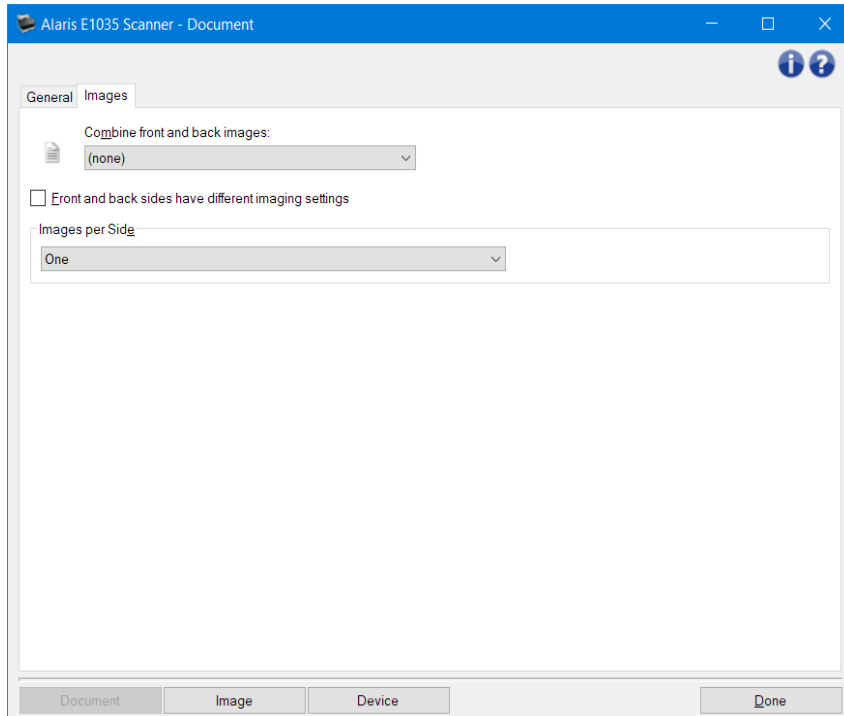 Alaris E1035 Scanner - Document
General Images
Combine front and back images:
(none)
Front and back sides have different imaging settings
Images per Side
One
Document Image Device Done